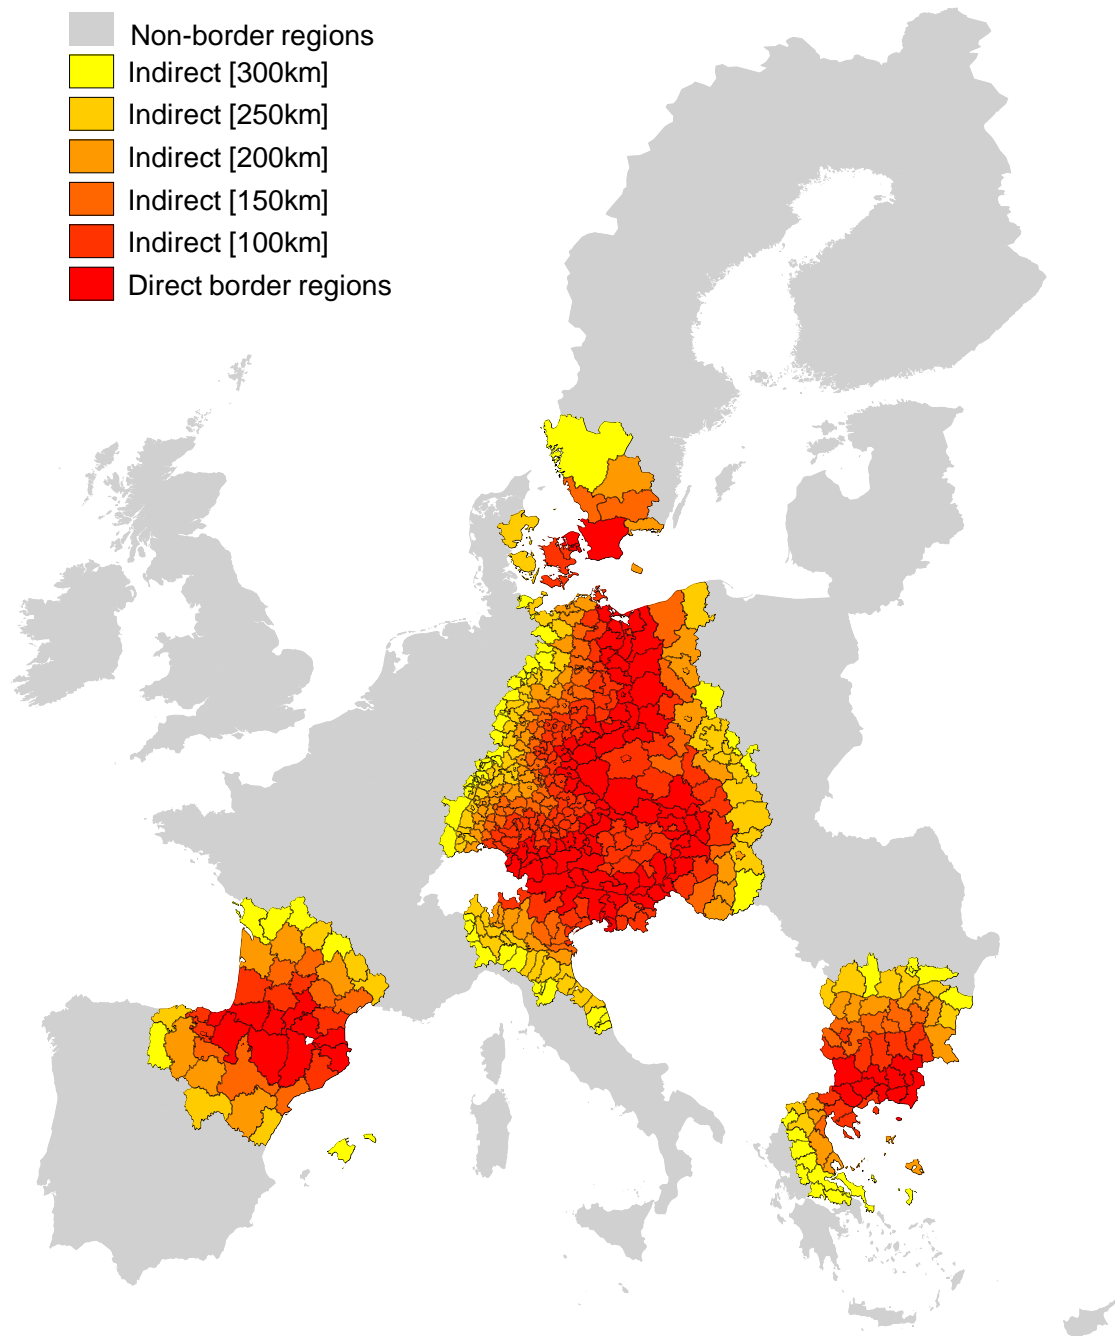 Non-border regions
Indirect [300km]
Indirect [250km]
Indirect [200km]
Indirect [150km]
Indirect [100km]
Direct border regions